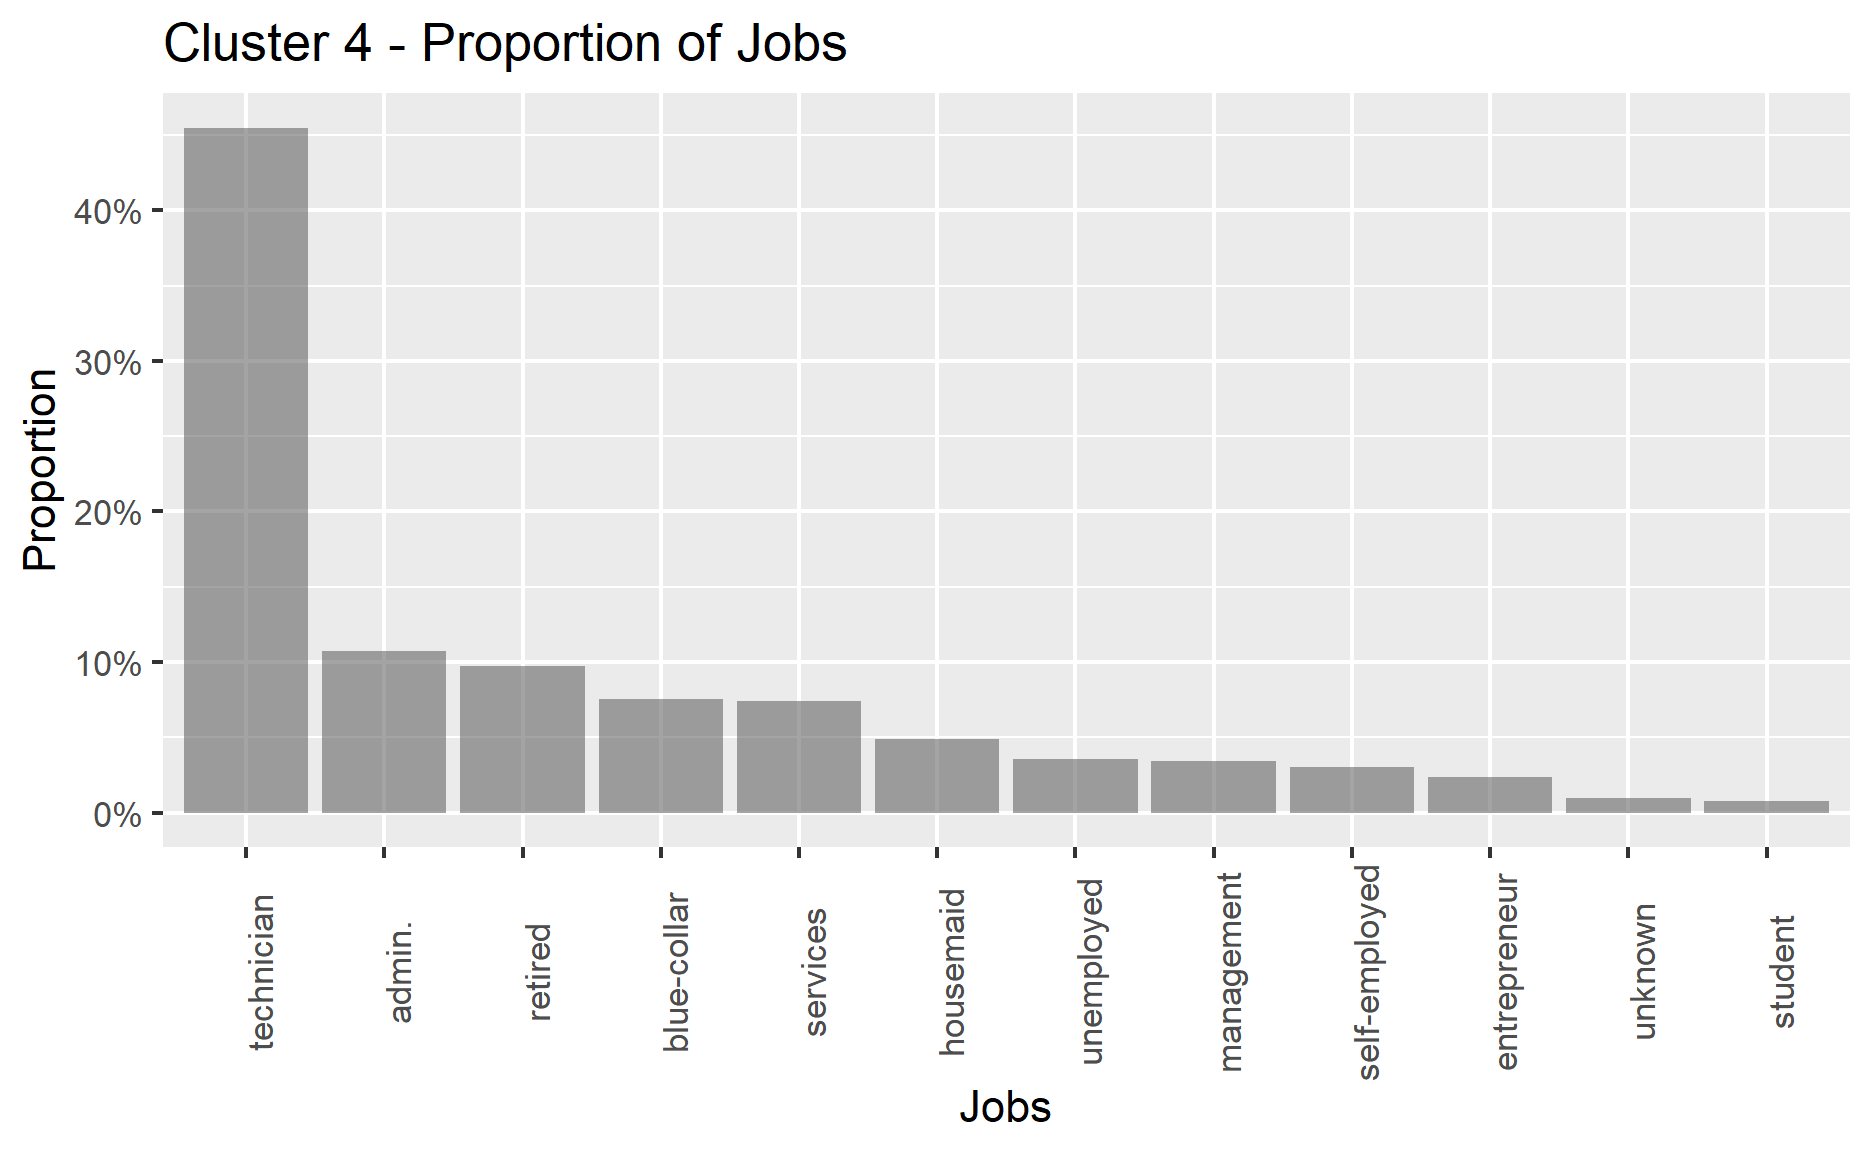 Cluster 4 - Proportion of Jobs
Proportion
40%
30%
20%
10%
0%
technician
admin.
retired
blue-collar
services
housemaid
unemployed
management
self-employed
entrepreneur
unknown
student
Jobs